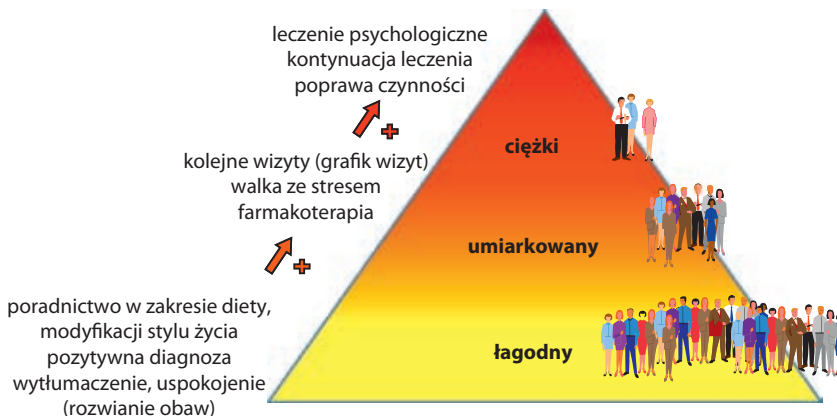 leczenie psychologiczne
kontynuacja leczenia
poprawa czynności
+
ciężki
kolejne wizyty (grafik wizyt)
walka ze stresem
farmakoterapia
umiarkowany
+
poradnictwo w zakresie diety,
modyfikacji stylu życia
pozytywna diagnoza
wytłumaczenie, uspokojenie
(rozwianie obaw)
łagodny